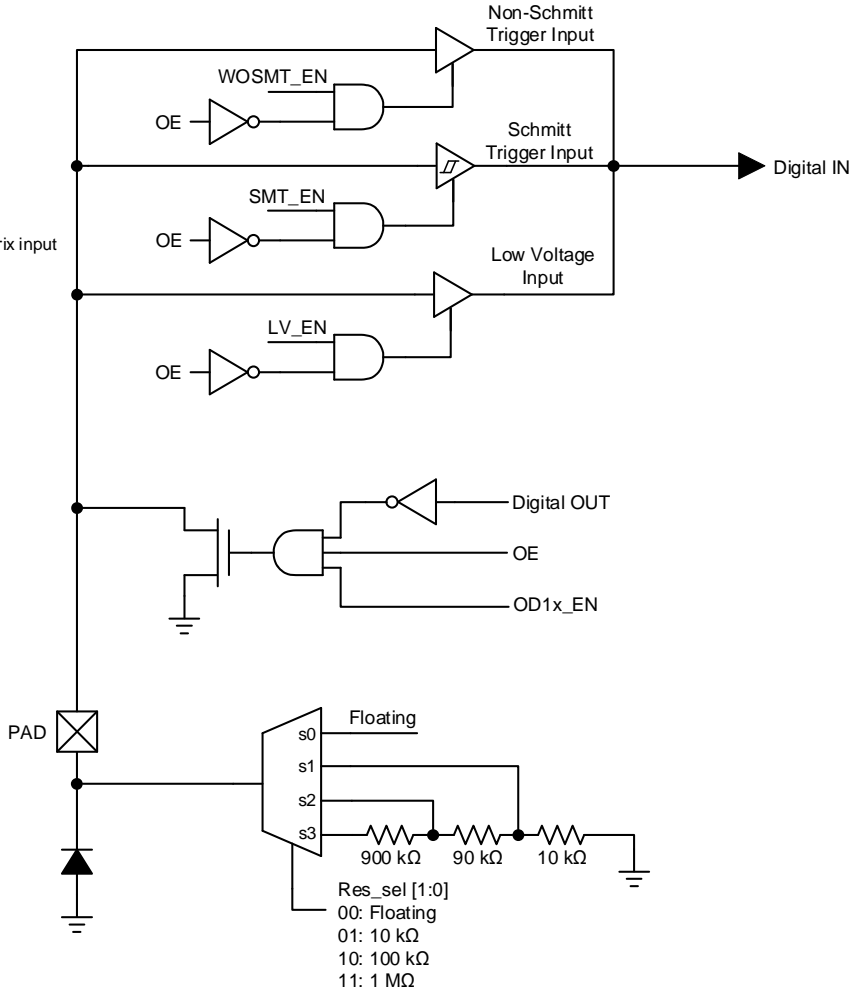 Non-Schmitt
Trigger Input
WOSMT_EN
OE
Schmitt
Trigger Input
Digital IN
SMT_EN
OE
rix input
Low Voltage
Input
LV_EN
OE
Digital OUT
OE
OD1x_EN
PAD
Floating
s0
s1
s2
s3
900 kΩ
90 kΩ
10 kΩ
Res_sel [1:0]
00: Floating
01: 10 kΩ
10: 100 kΩ
11: 1 MΩ